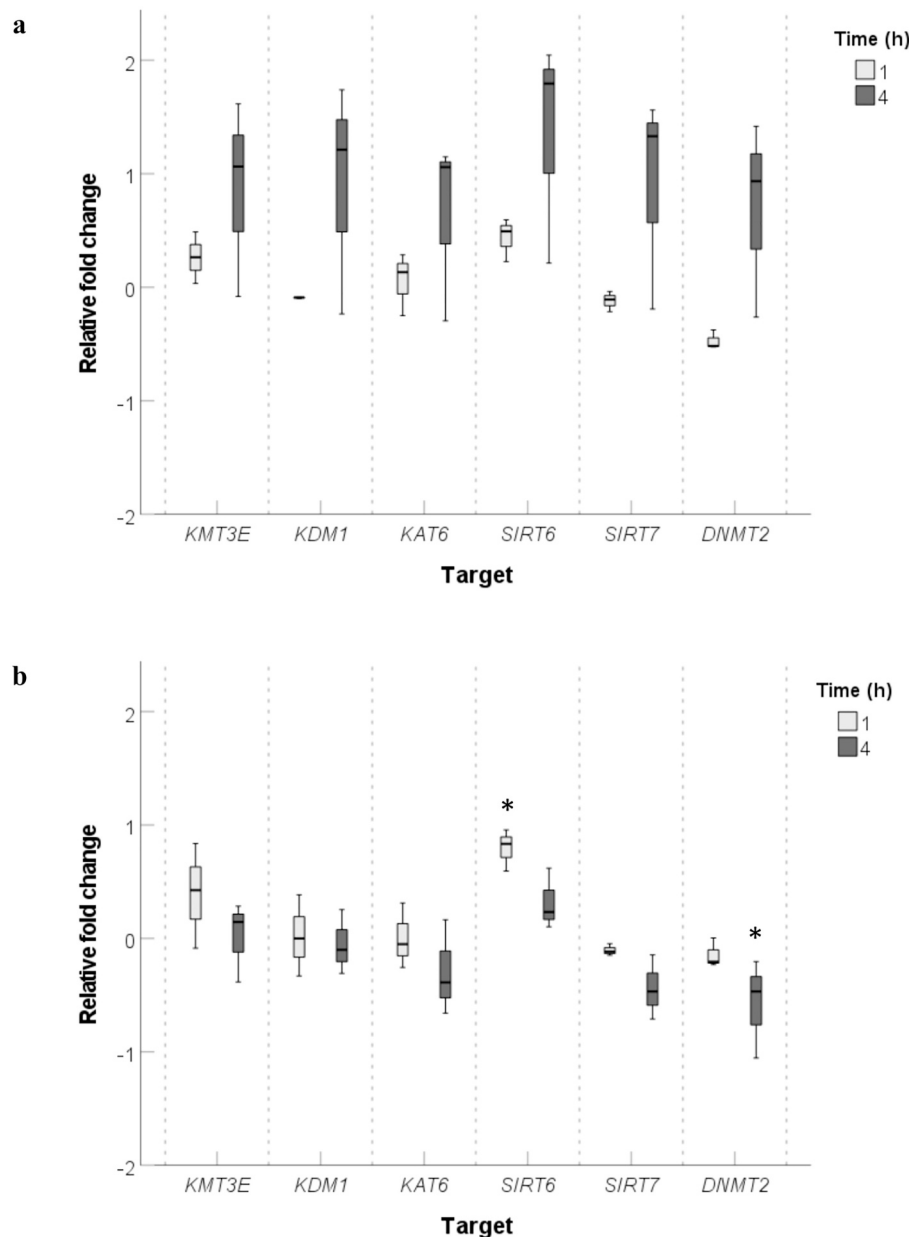 a
Time (h)
1
4
2
1
0
-1
-2
Relative fold change
KMT3E KDM1 KAT6 SIRT6 SIRT7 DNMT2
Target
b
Time (h)
1
4
2
1
0
-1
-2
Relative fold change
*
*
KMT3E KDM1 KAT6 SIRT6 SIRT7 DNMT2
Target